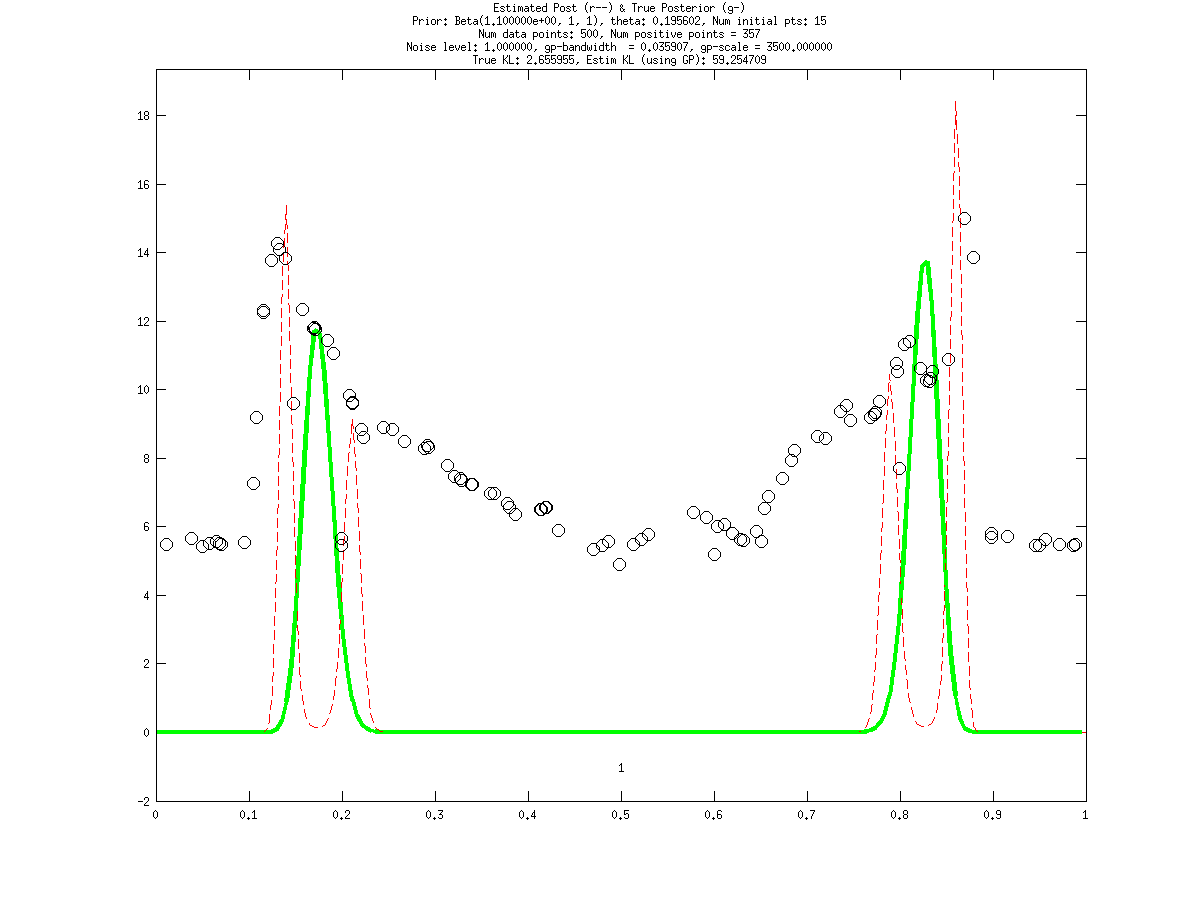 Estimated Post (r--) & True Posterior (g-)
Prior: Beta(1.100000e+00, 1, 1), theta: 0.195602, Num initial pts: 15
Num data points: 500, Num positive points = 357
Noise level: 1.000000, gp-bandwidth  = 0.035907, gp-scale = 3500.000000
True KL: 2.655955, Estim KL (using GP): 59.254709
18
16
14
12
10
8
6
4
2
0
1
-2
0 0.1 0.2 0.3 0.4 0.5 0.6 0.7 0.8 0.9 1